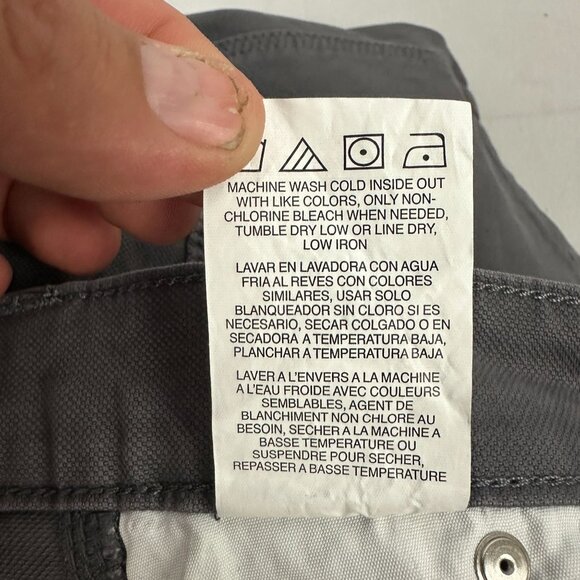 MACHINE WASH COLD INSIDE OUT
WITH LIKE COLORS, ONLY NON-
CHLORINE BLEACH WHEN NEEDED,
TUMBLE DRY LOW OR LINE DRY,
LOW IRON
LAVAR EN LAVADORA CON AGUA
FRIA AL REVES CON COLORES
SIMILARES, USAR SOLO
BLANQUEADOR SIN CLORO SI ES
NECESARIO, SECAR COLGADO O EN
SECADORA A TEMPERATURA BAJA,
PLANCHAR A TEMPERATURA BAJA
LAVER A L'ENVERS A LA MACHINE
A L'EAU FROIDE AVEC COULEURS
SEMBLABLES, AGENT DE
BLANCHIMENT NON CHLORE AU
BESOIN, SECHER A LA MACHINE A
BASSE TEMPERATURE OU
SUSPENDRE POUR SECHER,
REPASSER A BASSE TEMPERATURE